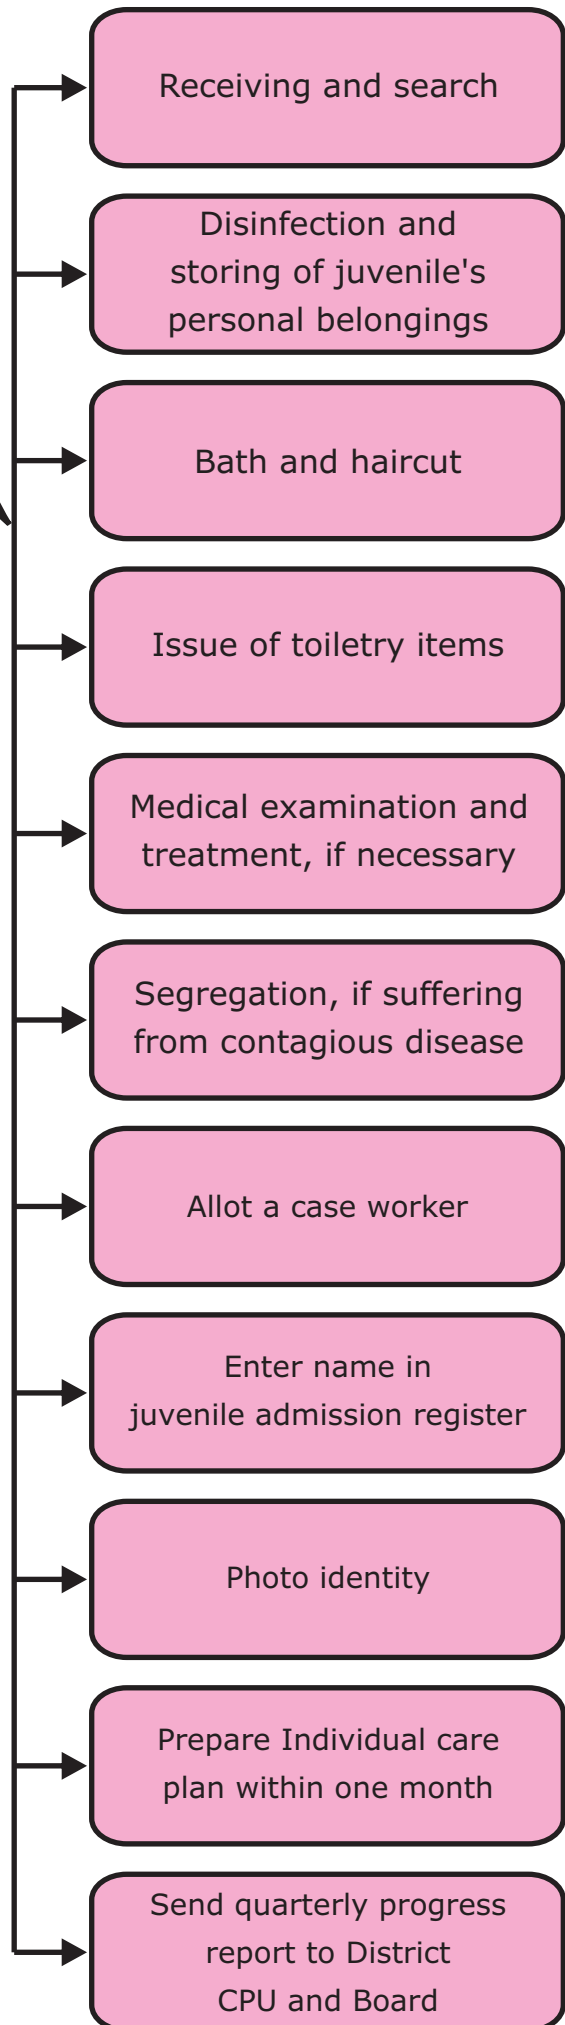 Receiving and search
Disinfection and
storing of juvenile's
personal belongings
Bath and haircut
Issue of toiletry items
Medical examination and
treatment, if necessary
Segregation, if suffering
from contagious disease
Allot a case worker
Enter name in
juvenile admission register
Photo identity
Prepare Individual care
plan within one month
Send quarterly progress
report to District
CPU and Board